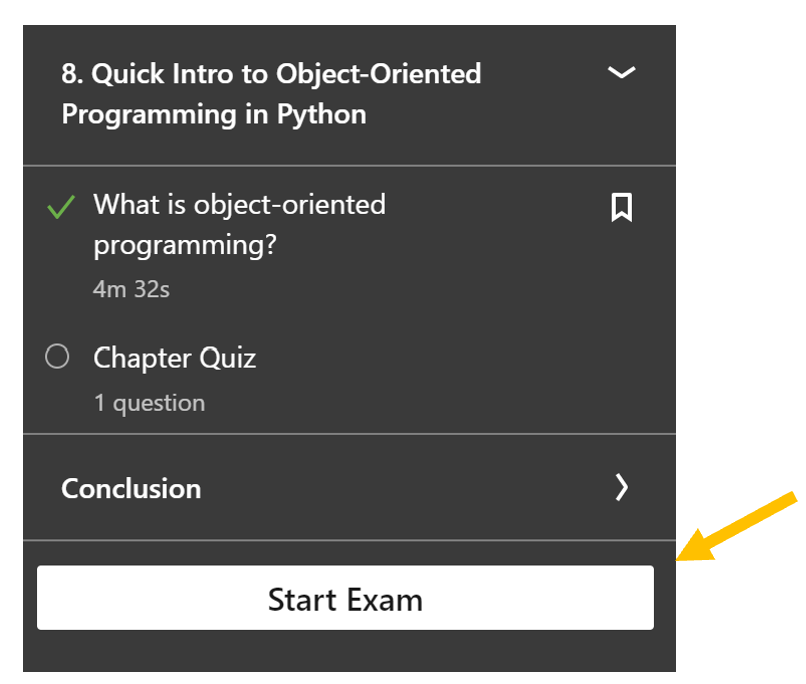 8. Quick Intro to Object-Oriented
Programming in Python
What is object-oriented
programming?
4m 32s
Chapter Quiz
1 question
Conclusion
Start Exam